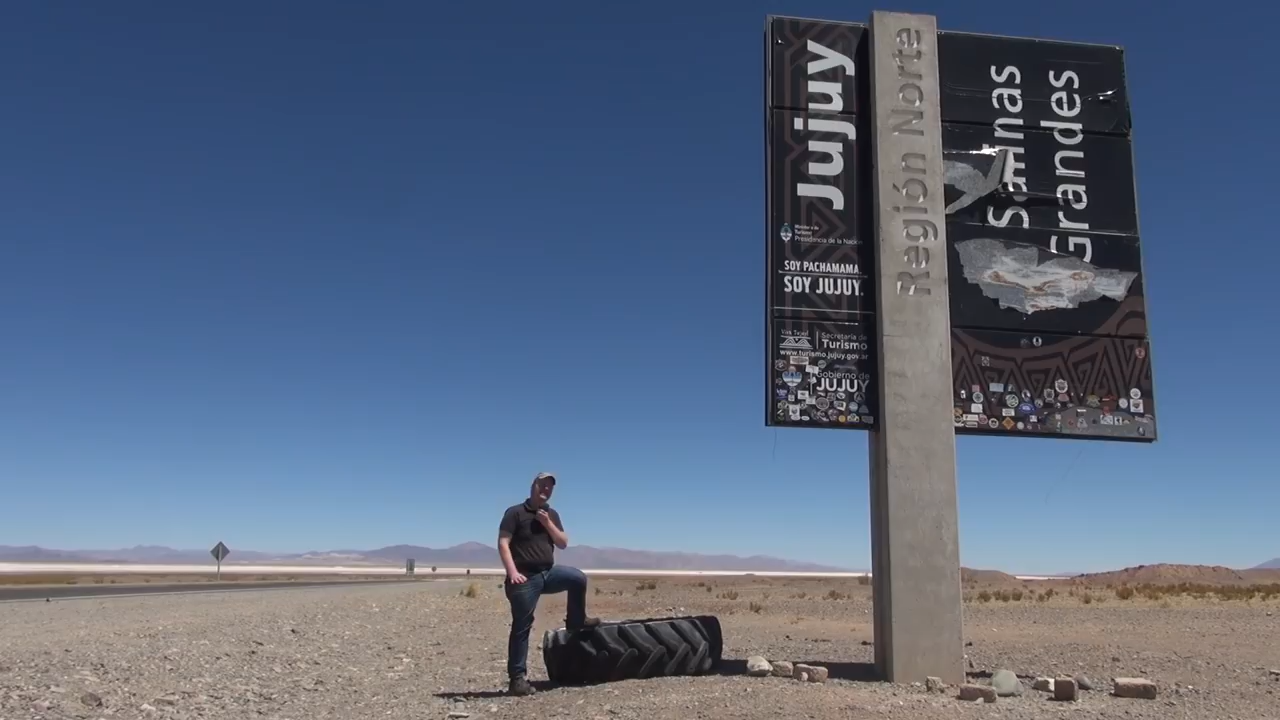 Jujuy
Ministerio de
Turismo
Presidencia de la Nación
SOY PACHAMAMA.
SOY JUJUY.
Secretaría de
Turismo
www.turismo.jujuy.gov.ar
Gobierno de
JUJUY
Región Norte
Salinas
Grandes